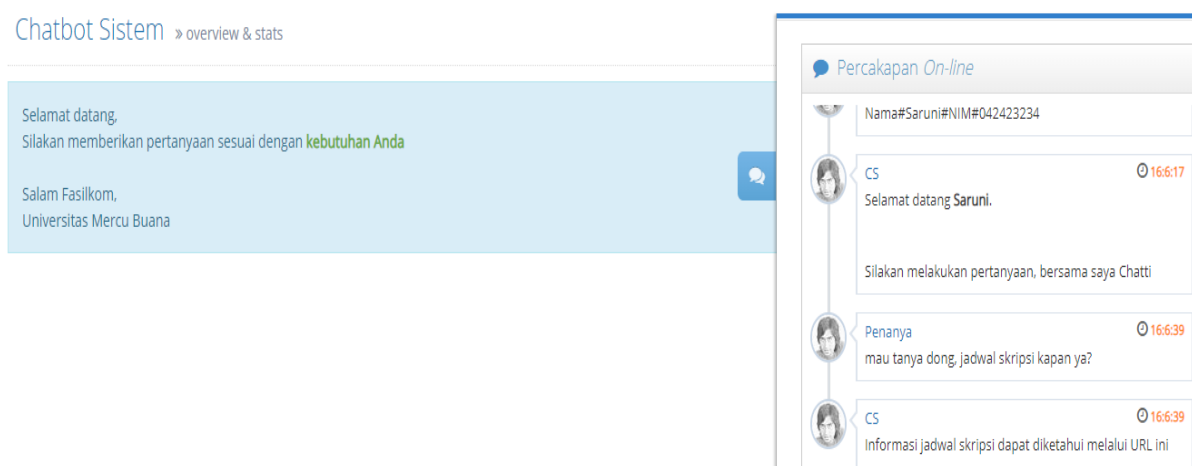 Chatbot Sistem » overview & stats
Selamat datang,
Silakan memberikan pertanyaan sesuai dengan kebutuhan Anda
Salam Fasilkom,
Universitas Mercu Buana
Percakapan On-line
Nama#Saruni#NIM#042423234
CS 16:6:17
Selamat datang Saruni.
Silakan melakukan pertanyaan, bersama saya Chatti
Penanya 16:6:39
mau tanya dong, jadwal skripsi kapan ya?
CS 16:6:39
Informasi jadwal skripsi dapat diketahui melalui URL ini